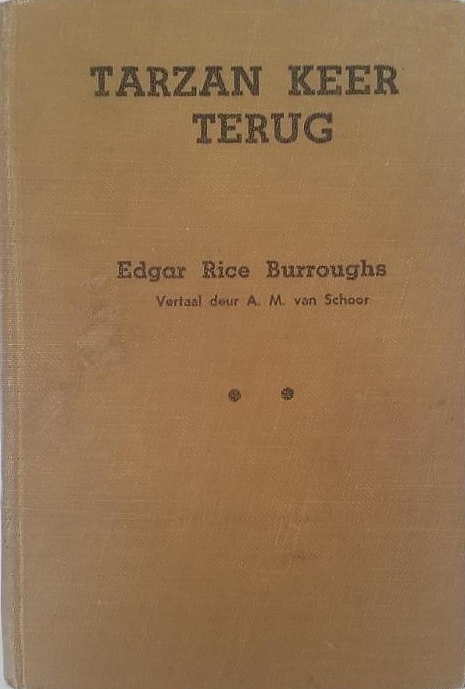 TARZAN KEER
TERUG
Edgar Rice Burroughs
Vertaal deur A. M. van Schoor